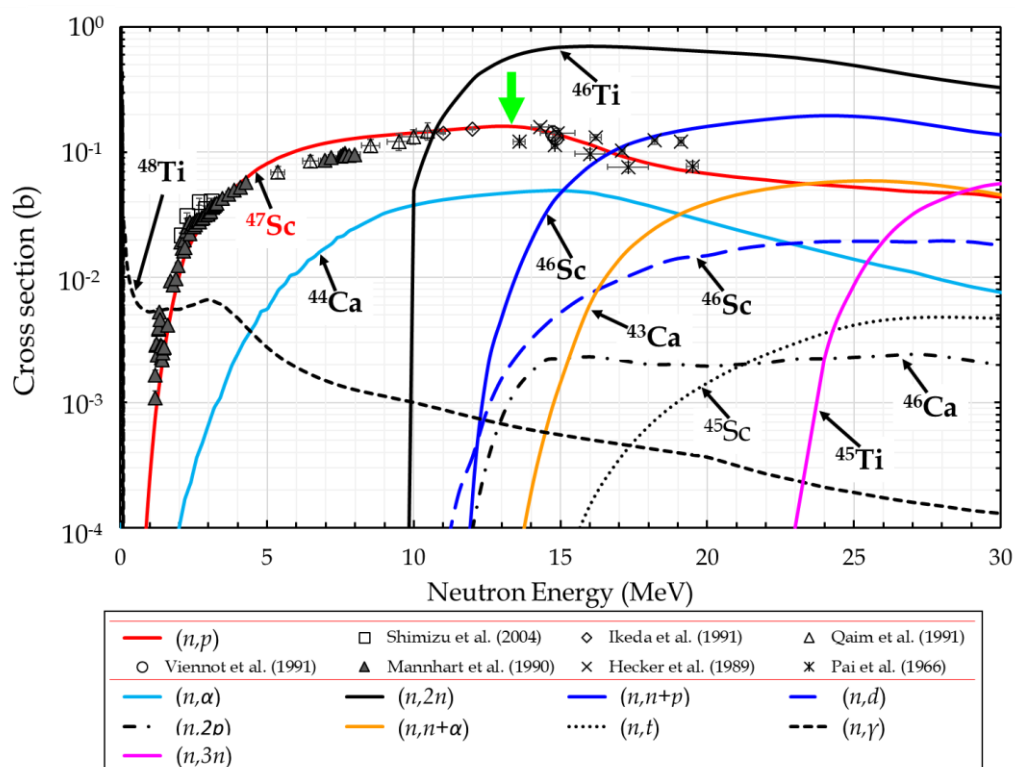 10⁰
10⁻¹
10⁻²
10⁻³
10⁻⁴
Cross section (b)
⁴⁶Ti
⁴⁸Ti
⁴⁷Sc
⁴⁴Ca
⁴⁶Sc
⁴⁶Sc
⁴³Ca
⁴⁵Sc
⁴⁶Ca
⁴⁵Ti
0 5 10 15 20 25 30
Neutron Energy (MeV)
(n,p) Shimizu et al. (2004) Ikeda et al. (1991) Qaim et al. (1991)
Viennot et al. (1991) Mannhart et al. (1990) Hecker et al. (1989) Pai et al. (1966)
(n,α) (n,2n) (n,n+p) (n,d)
(n,2p) (n,n+α) (n,t) (n,γ)
(n,3n)